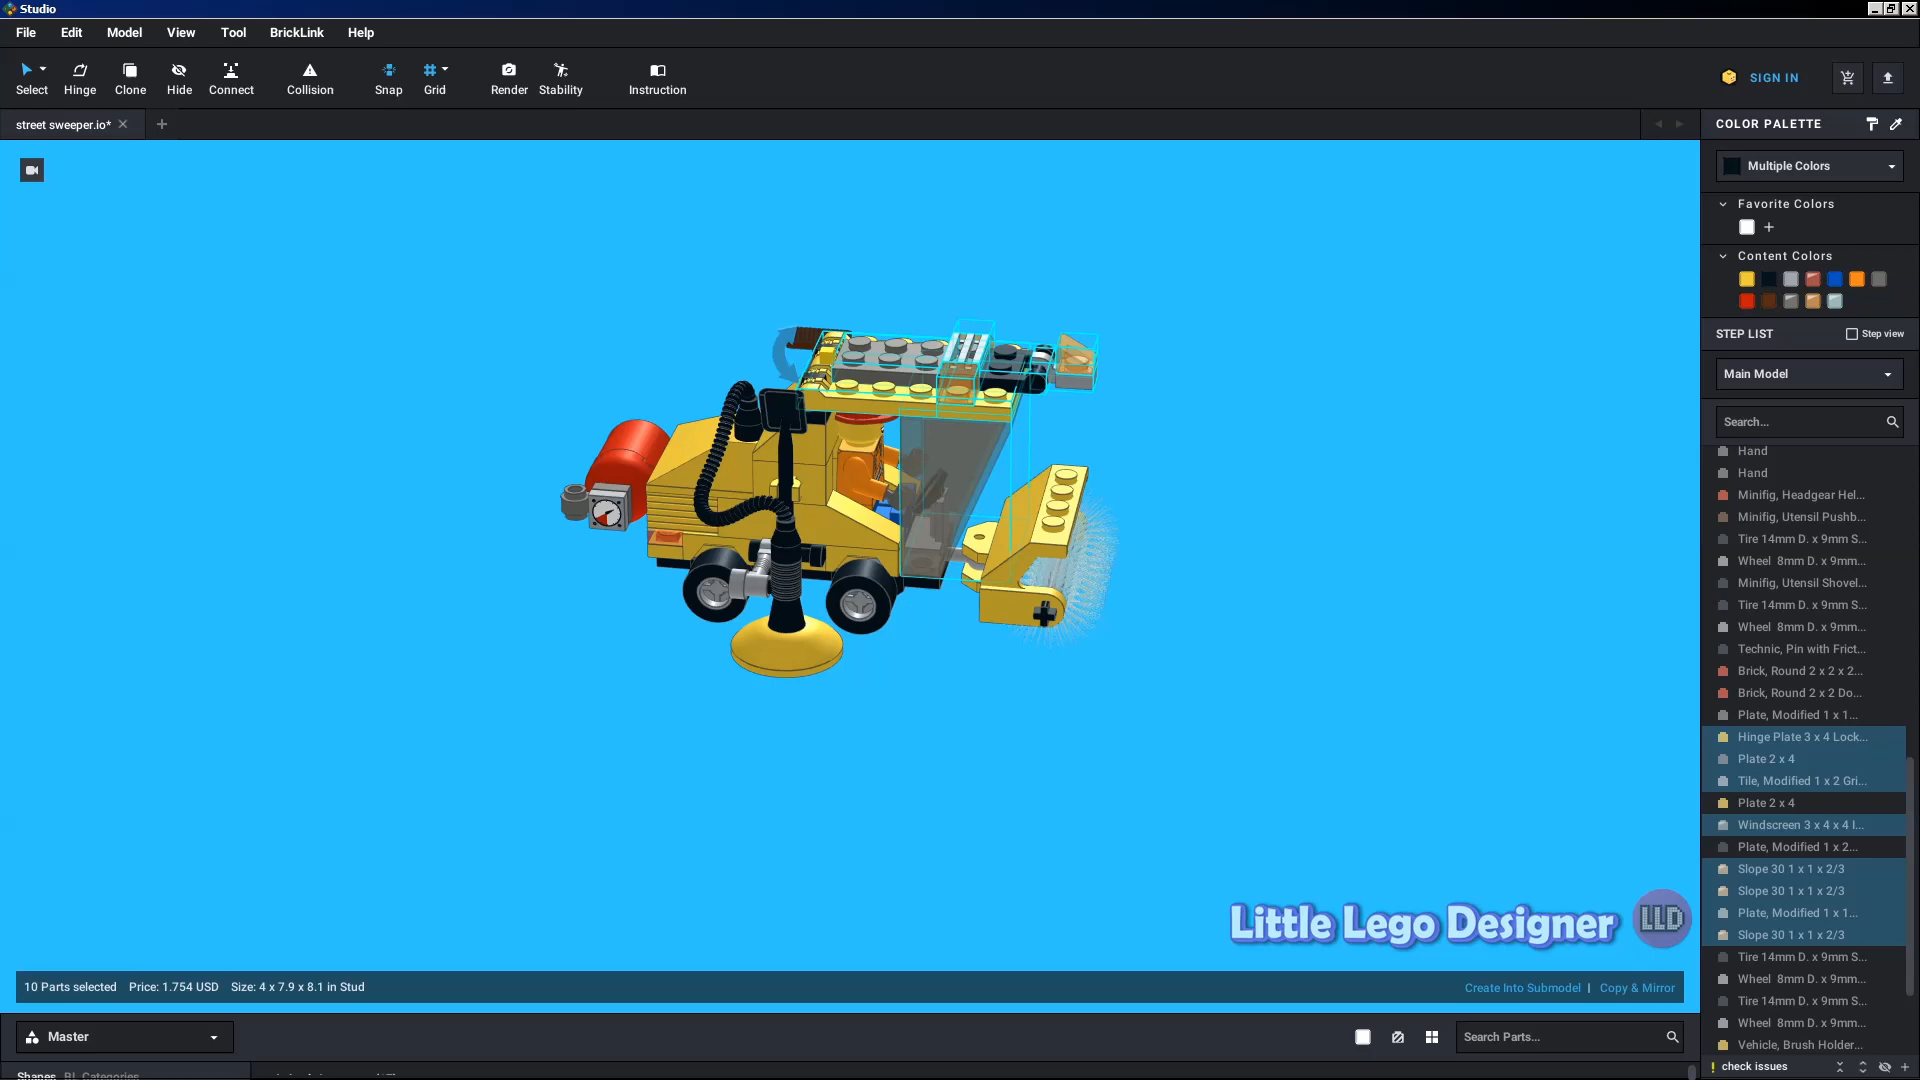 Studio
File Edit Model View Tool BrickLink Help
Select Hinge Clone Hide Connect Collision Snap Grid Render Stability Instruction
SIGN IN
street sweeper.io*
COLOR PALETTE
Multiple Colors
Favorite Colors
Content Colors
STEP LIST Step view
Main Model
Search...
Hand
Hand
Minifig, Headgear Hel...
Minifig, Utensil Pushb...
Tire 14mm D. x 9mm S...
Wheel 8mm D. x 9mm...
Minifig, Utensil Shovel...
Tire 14mm D. x 9mm S...
Wheel 8mm D. x 9mm...
Technic, Pin with Frict...
Brick, Round 2 x 2 x 2...
Brick, Round 2 x 2 Do...
Plate, Modified 1 x 1...
Hinge Plate 3 x 4 Lock...
Plate 2 x 4
Tile, Modified 1 x 2 Gri...
Plate 2 x 4
Windscreen 3 x 4 x 4 I...
Plate, Modified 1 x 2...
Slope 30 1 x 1 x 2/3
Slope 30 1 x 1 x 2/3
Plate, Modified 1 x 1...
Slope 30 1 x 1 x 2/3
Tire 14mm D. x 9mm S...
Wheel 8mm D. x 9mm...
Tire 14mm D. x 9mm S...
Wheel 8mm D. x 9mm...
Vehicle, Brush Holder...
check issues
Little Lego Designer LLD
10 Parts selected Price: 1.754 USD Size: 4 x 7.9 x 8.1 in Stud
Create Into Submodel | Copy & Mirror
Master
Search Parts...
Shapes BL Categories